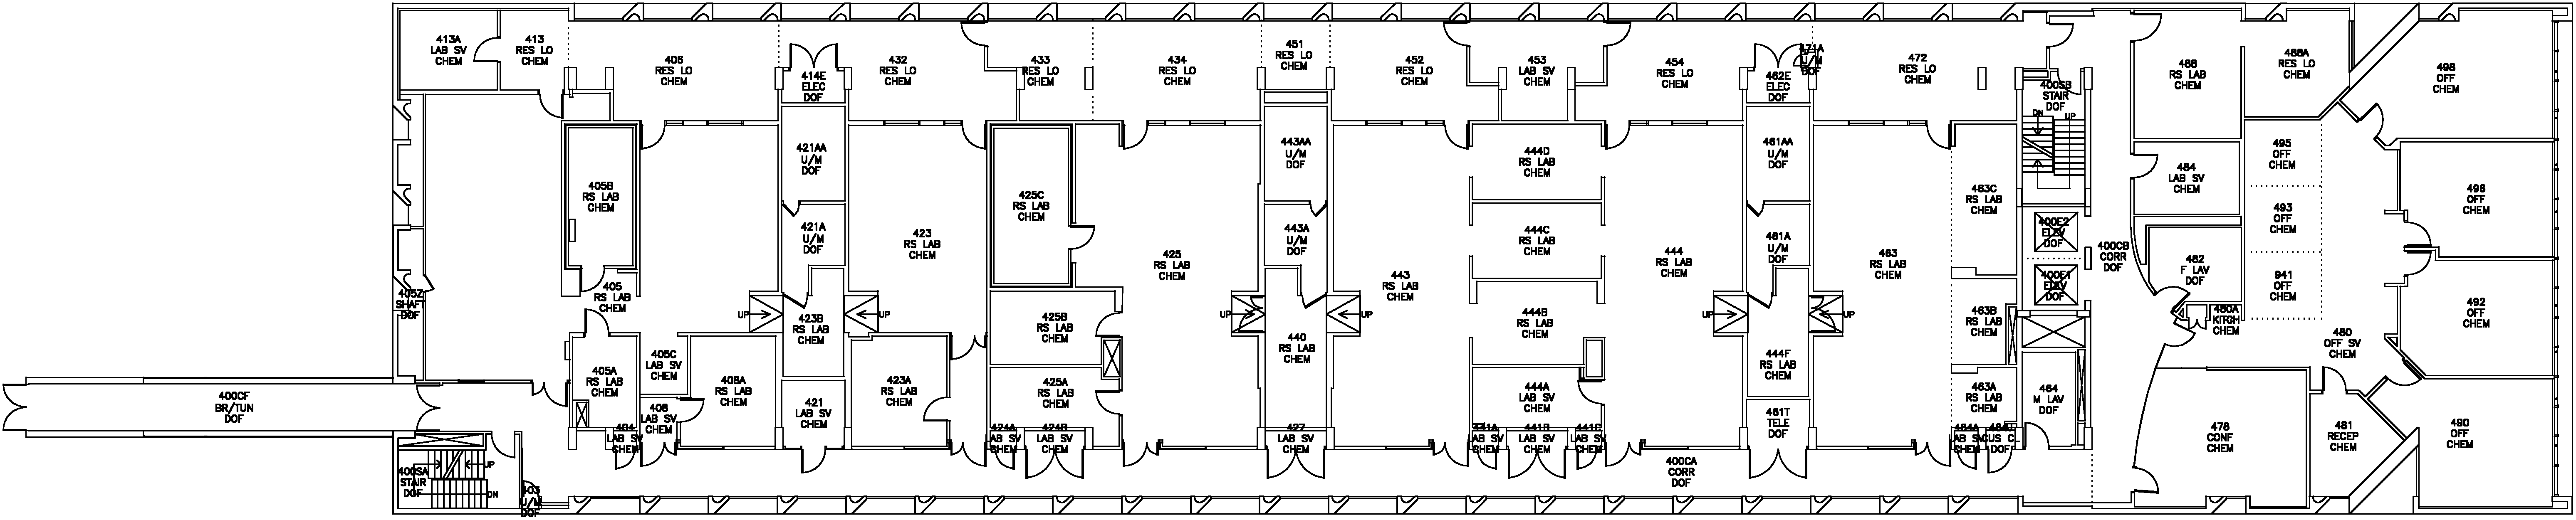 413A
LAB SV
CHEM
413
RES LO
CHEM
406
RES LO
CHEM
414E
ELEC
DOF
432
RES LO
CHEM
433
RES LO
CHEM
434
RES LO
CHEM
451
RES LO
CHEM
452
RES LO
CHEM
453
LAB SV
CHEM
454
RES LO
CHEM
462E
ELEC
DOF
471A
U/M
DOF
472
RES LO
CHEM
400SB
STAIR
DOF
DN
UP
488
RS LAB
CHEM
488A
RES LO
CHEM
498
OFF
CHEM
405B
RS LAB
CHEM
421AA
U/M
DOF
421A
U/M
DOF
423
RS LAB
CHEM
425C
RS LAB
CHEM
425
RS LAB
CHEM
443AA
U/M
DOF
443A
U/M
DOF
443
RS LAB
CHEM
444D
RS LAB
CHEM
444C
RS LAB
CHEM
444B
RS LAB
CHEM
444
RS LAB
CHEM
461AA
U/M
DOF
461A
U/M
DOF
463
RS LAB
CHEM
463C
RS LAB
CHEM
463B
RS LAB
CHEM
400E2
ELEV
DOF
400E1
ELEV
DOF
400CB
CORR
DOF
484
LAB SV
CHEM
482
F LAV
DOF
480A
KITCH
CHEM
495
OFF
CHEM
493
OFF
CHEM
941
OFF
CHEM
480
OFF SV
CHEM
496
OFF
CHEM
492
OFF
CHEM
405Z
SHAFT
DOF
405
RS LAB
CHEM
UP
423B
RS LAB
CHEM
UP
425B
RS LAB
CHEM
UP
440
RS LAB
CHEM
UP
UP
444F
RS LAB
CHEM
UP
405A
RS LAB
CHEM
405C
LAB SV
CHEM
406A
RS LAB
CHEM
408
LAB SV
CHEM
421
LAB SV
CHEM
423A
RS LAB
CHEM
425A
RS LAB
CHEM
444A
LAB SV
CHEM
461T
TELE
DOF
463A
RS LAB
CHEM
464
M LAV
DOF
400CF
BR/TUN
DOF
404
LAB SV
CHEM
424A
LAB SV
CHEM
424B
LAB SV
CHEM
427
LAB SV
CHEM
441A
LAB SV
CHEM
441B
LAB SV
CHEM
441C
LAB SV
CHEM
464A
LAB SV
CHEM
CUS C
DOF
478
CONF
CHEM
481
RECEP
CHEM
490
OFF
CHEM
400SA
STAIR
DOF
UP
DN
403
U/M
DOF
400CA
CORR
DOF